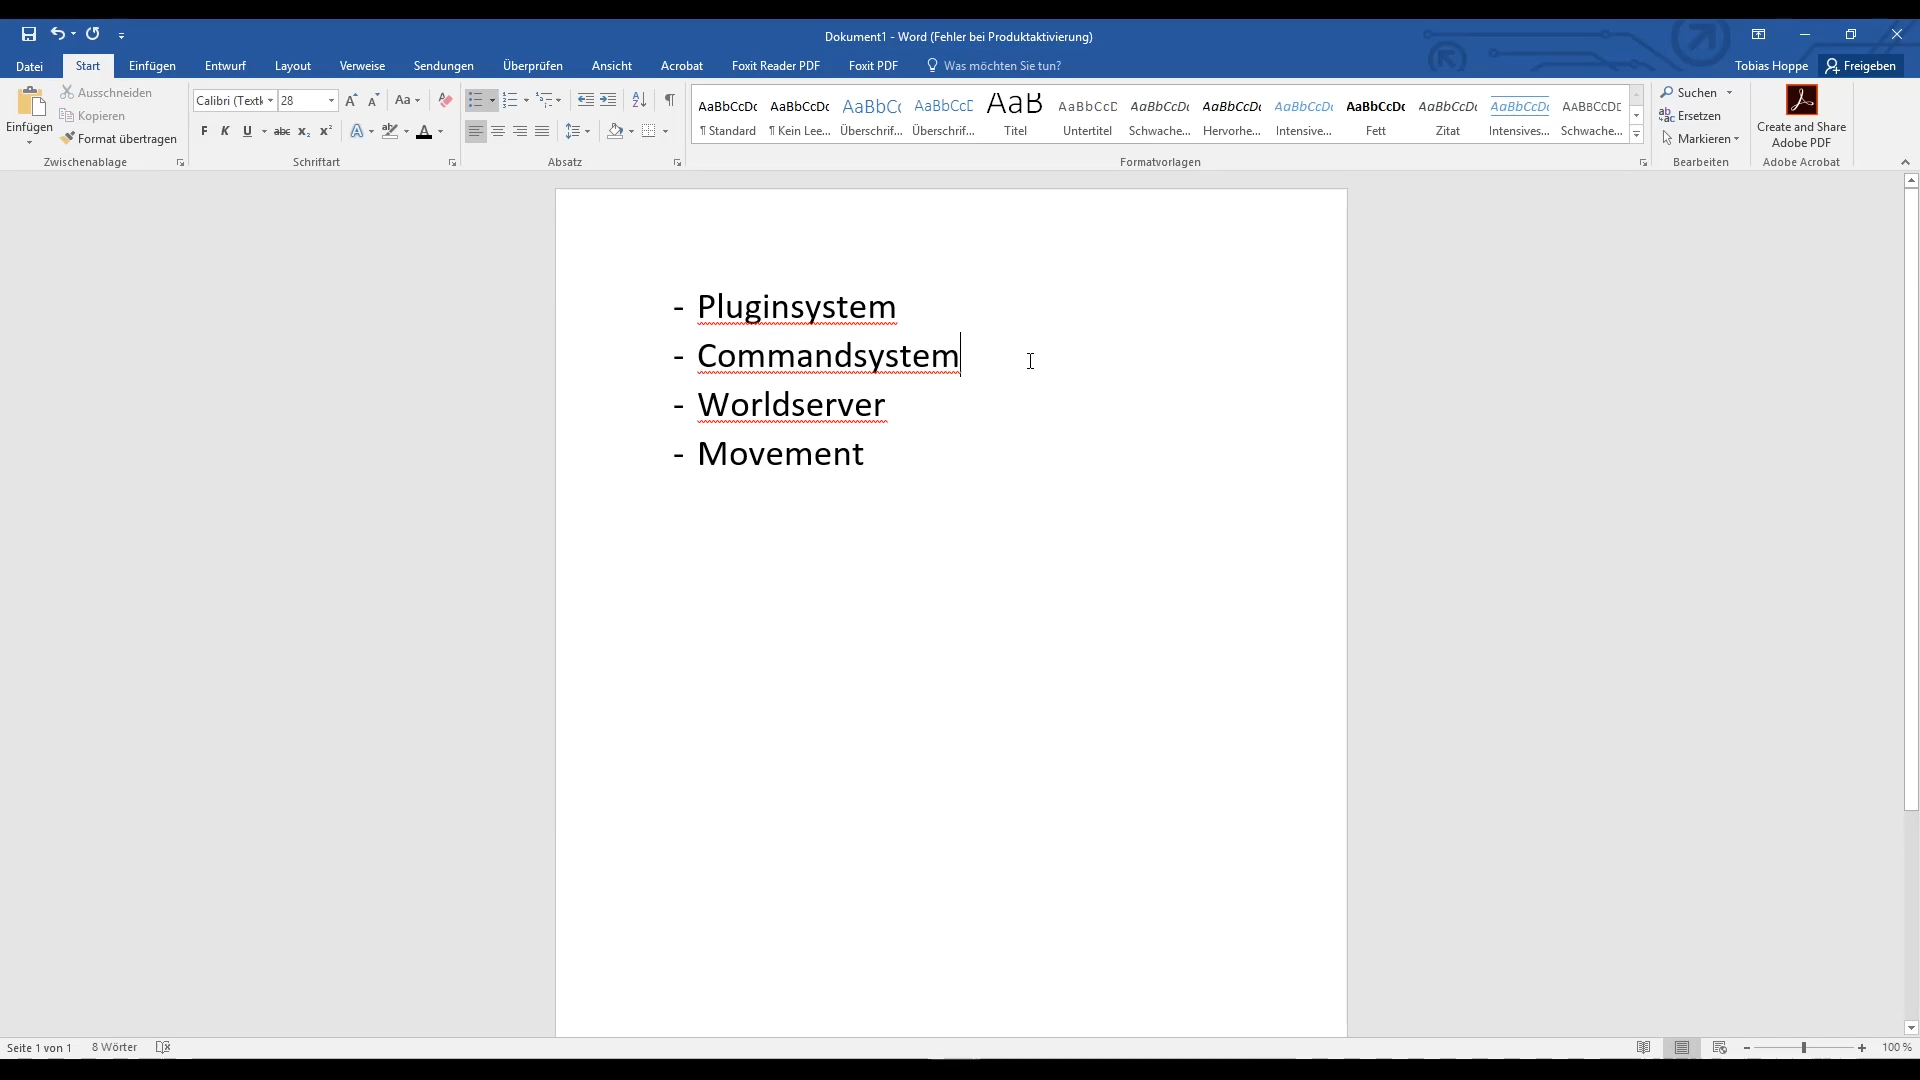 Dokument1 - Word (Fehler bei Produktaktivierung)
Datei Start Einfügen Entwurf Layout Verweise Sendungen Überprüfen Ansicht Acrobat Foxit Reader PDF Foxit PDF Was möchten Sie tun? Tobias Hoppe Freigeben
Einfügen
Ausschneiden
Kopieren
Format übertragen
Zwischenablage
Calibri (Textk 28
F K U abc x₂ x²
Schriftart
Absatz
AaBbCcDc AaBbCcDc AaBbC( AaBbCcE AaB AaBbCcD AaBbCcDc AaBbCcDc AaBbCcDc AaBbCcDc AaBbCcDc AaBbCcDc AABBCCDE
¶ Standard ¶ Kein Lee... Überschrif... Überschrif... Titel Untertitel Schwache... Hervorhe... Intensive... Fett Zitat Intensives... Schwache...
Formatvorlagen
Suchen
Ersetzen
Markieren
Bearbeiten
Create and Share
Adobe PDF
Adobe Acrobat
- Pluginsystem
- Commandsystem
- Worldserver
- Movement
Seite 1 von 1 8 Wörter 100 %